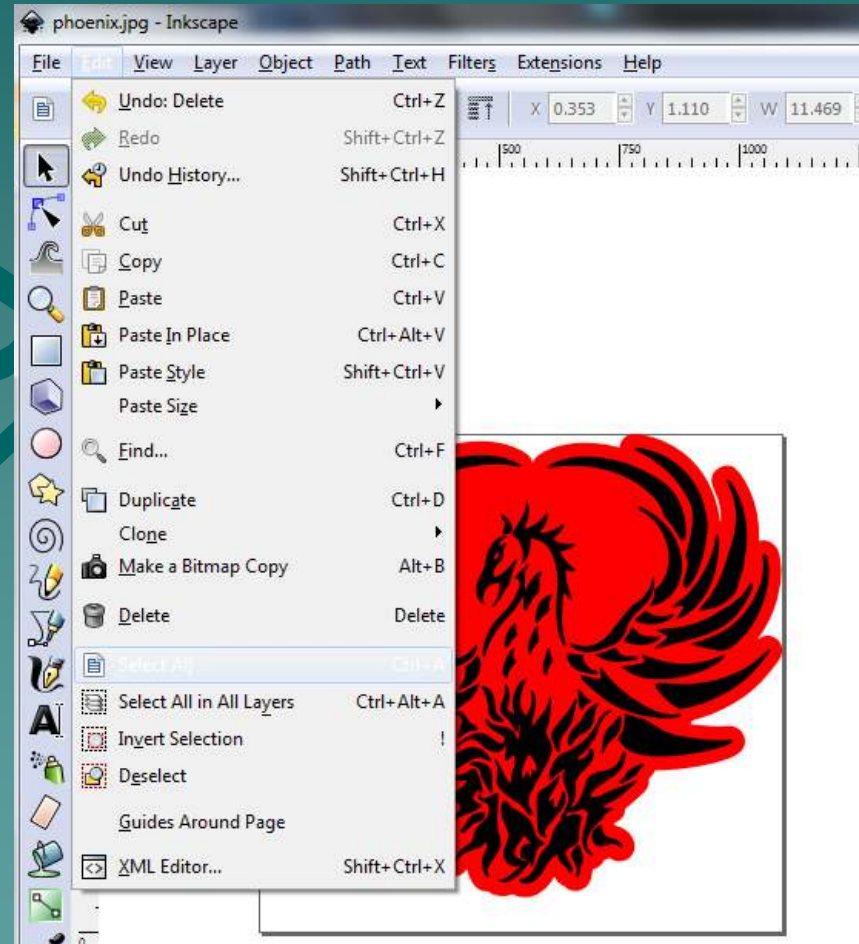 phoenix.jpg - Inkscape
File Edit View Layer Object Path Text Filters Extensions Help
X 0.353 Y 1.110 W 11.469
500 750 1000
Undo: Delete Ctrl+Z
Redo Shift+Ctrl+Z
Undo History... Shift+Ctrl+H
Cut Ctrl+X
Copy Ctrl+C
Paste Ctrl+V
Paste In Place Ctrl+Alt+V
Paste Style Shift+Ctrl+V
Paste Size
Find... Ctrl+F
Duplicate Ctrl+D
Clone
Make a Bitmap Copy Alt+B
Delete Delete
Select All Ctrl+A
Select All in All Layers Ctrl+Alt+A
Invert Selection !
Deselect
Guides Around Page
XML Editor... Shift+Ctrl+X
0